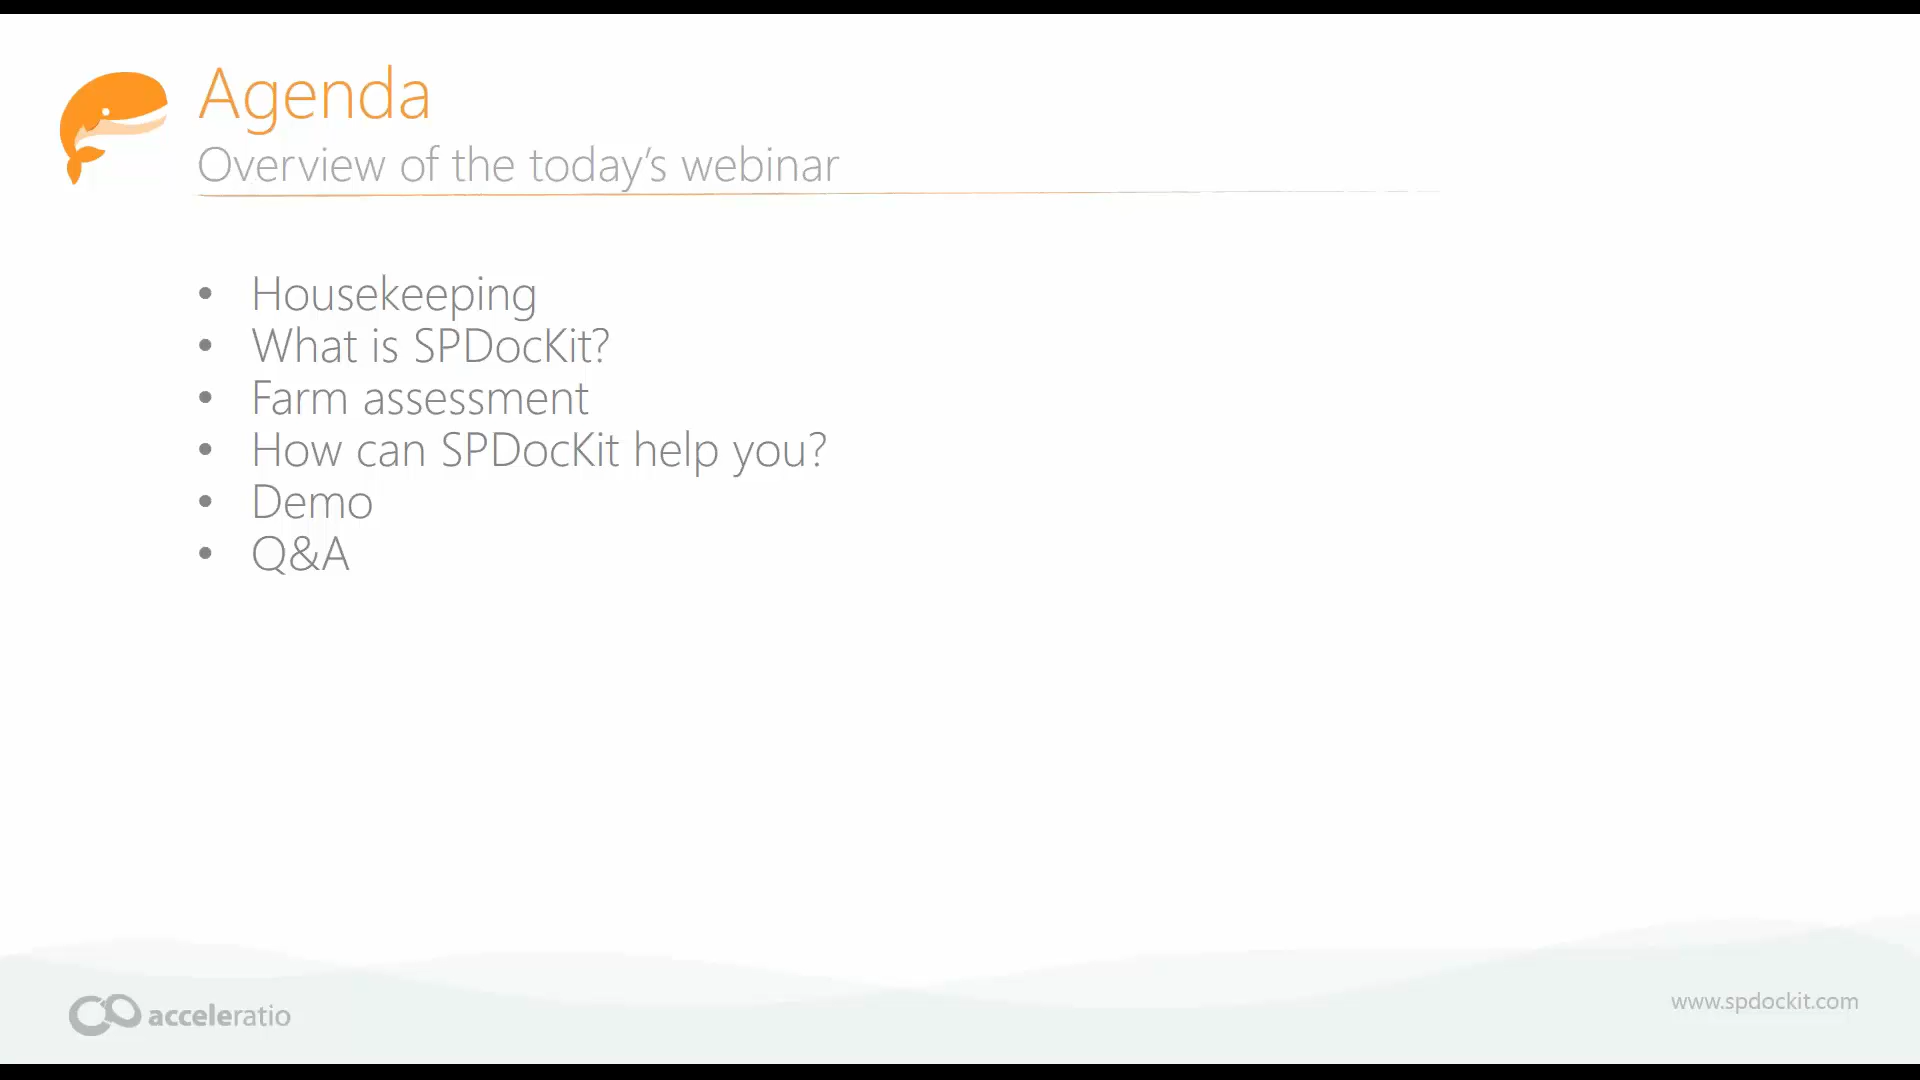 Agenda
Overview of the today's webinar
• Housekeeping
• What is SPDocKit?
• Farm assessment
• How can SPDocKit help you?
• Demo
• Q&A
acceleratio
www.spdockit.com